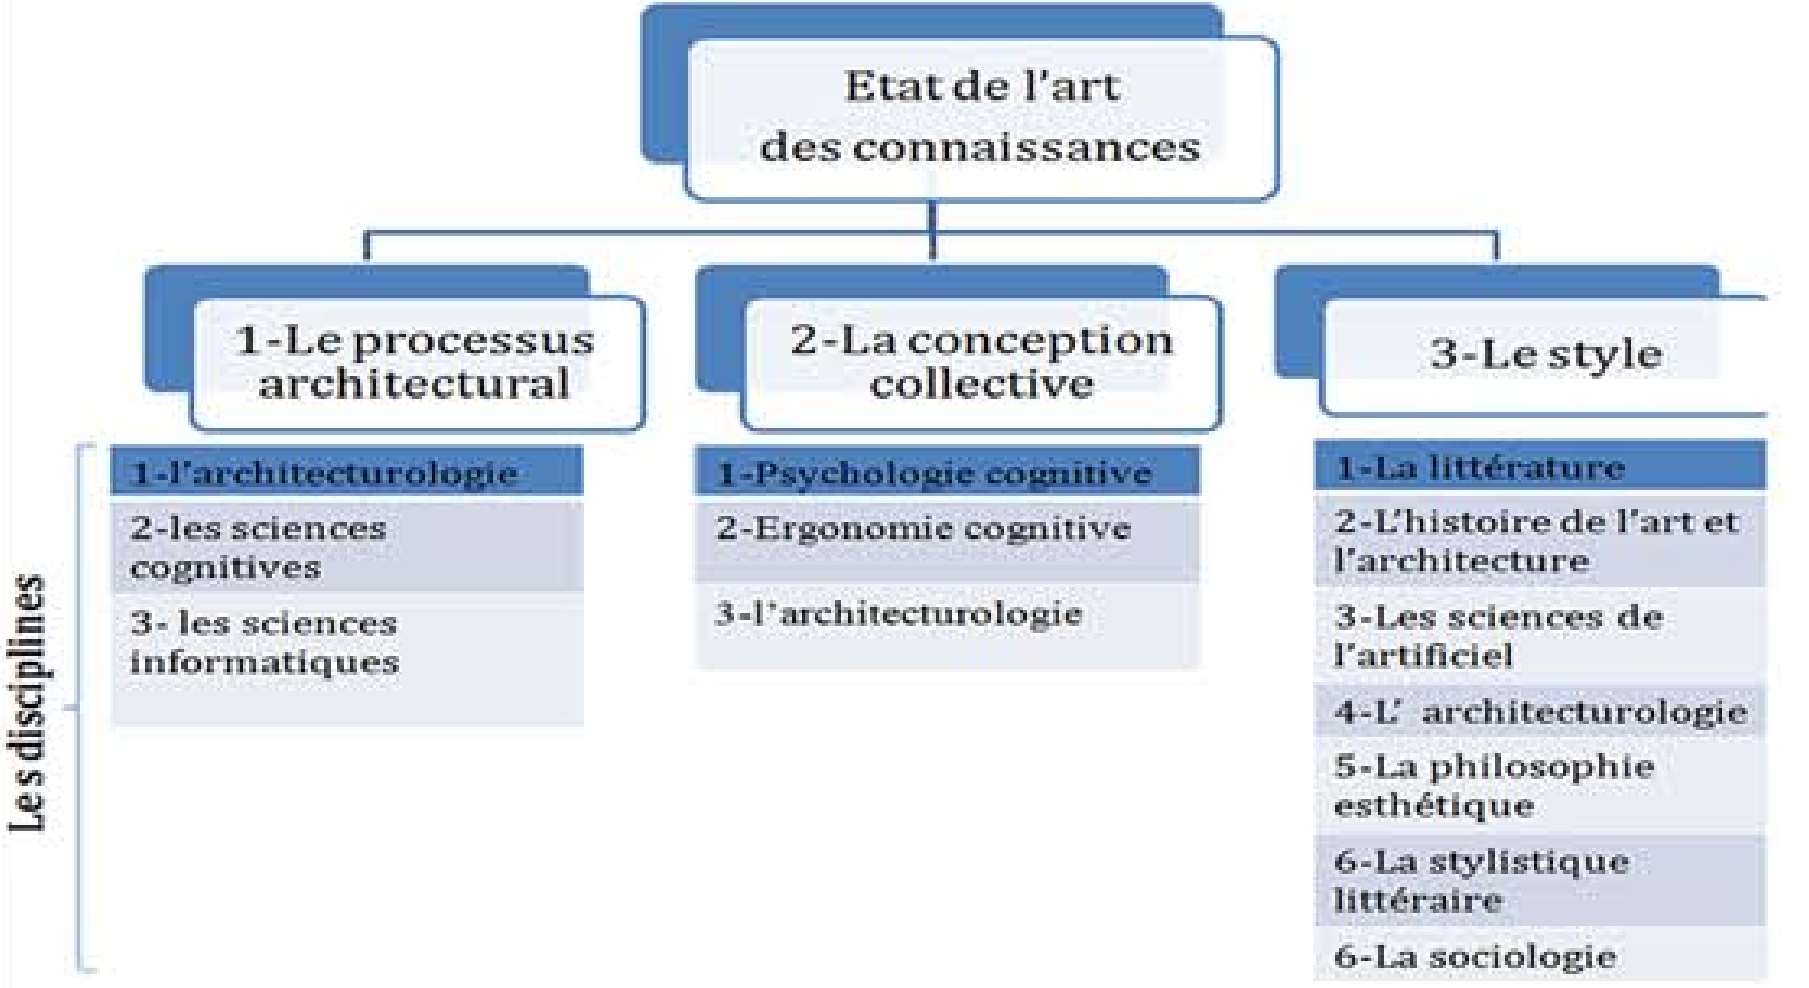 Etat de l'art
des connaissances
1-Le processus
architectural
2-La conception
collective
3-Le style
Les disciplines
1-l'architecturologie
2-les sciences
cognitives
3- les sciences
informatiques
1-Psychologie cognitive
2-Ergonomie cognitive
3-l'architecturologie
1-La littérature
2-L'histoire de l'art et
l'architecture
3-Les sciences de
l'artificiel
4-L' architecturologie
5-La philosophie
esthétique
6-La stylistique
littéraire
6-La sociologie